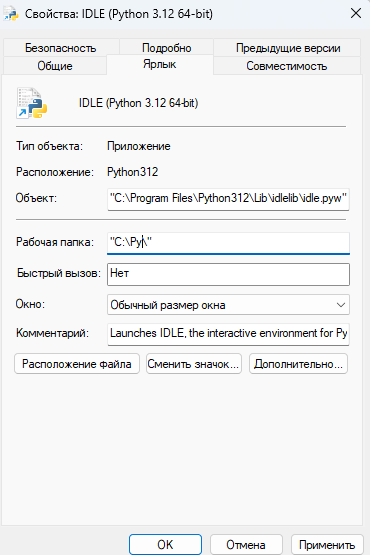 Свойства: IDLE (Python 3.12 64-bit)
Безопасность Подробно Предыдущие версии
Общие Ярлык Совместимость
IDLE (Python 3.12 64-bit)
Тип объекта: Приложение
Расположение: Python312
Объект: "C:\Program Files\Python312\Lib\idlelib\idle.pyw"
Рабочая папка: "C:\Py\"
Быстрый вызов: Нет
Окно: Обычный размер окна
Комментарий: Launches IDLE, the interactive environment for Py
Расположение файла Сменить значок... Дополнительно...
OK Отмена Применить